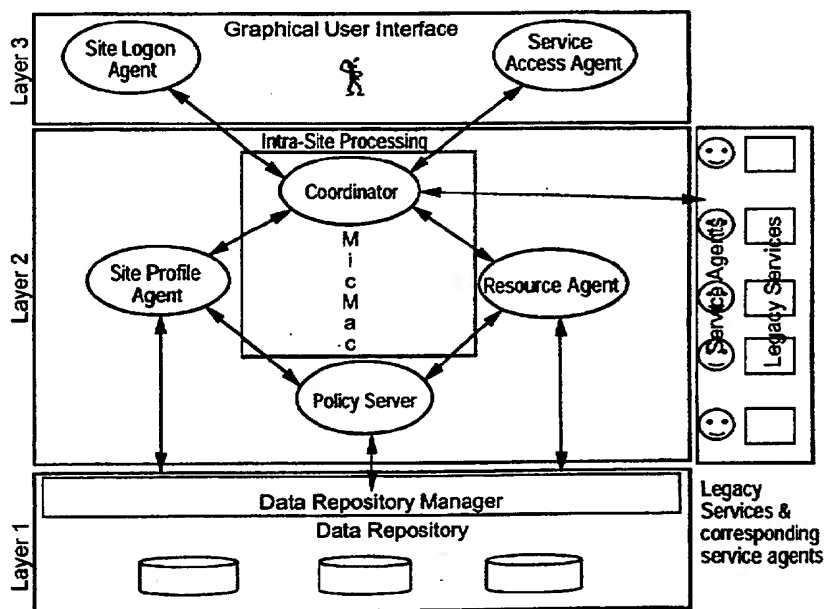 Layer 3
Graphical User Interface
Site Logon
Agent
Service
Access Agent
Layer 2
Intra-Site Processing
Coordinator
M
i
c
M
a
c
Site Profile
Agent
Resource Agent
Policy Server
Service Agents
Legacy Services
Layer 1
Data Repository Manager
Data Repository
Legacy
Services &
corresponding
service agents